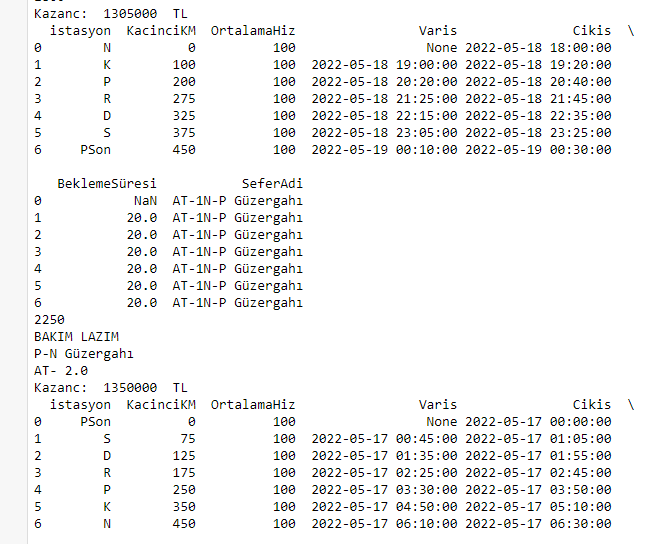 Kazanc:  1305000  TL
  istasyon  KacinciKM  OrtalamaHiz               Varis               Cikis  \
0        N          0          100                None 2022-05-18 18:00:00
1        K        100          100 2022-05-18 19:00:00 2022-05-18 19:20:00
2        P        200          100 2022-05-18 20:20:00 2022-05-18 20:40:00
3        R        275          100 2022-05-18 21:25:00 2022-05-18 21:45:00
4        D        325          100 2022-05-18 22:15:00 2022-05-18 22:35:00
5        S        375          100 2022-05-18 23:05:00 2022-05-18 23:25:00
6     PSon        450          100 2022-05-19 00:10:00 2022-05-19 00:30:00
   BeklemeSüresi           SeferAdi
0            NaN  AT-1N-P Güzergahı
1           20.0  AT-1N-P Güzergahı
2           20.0  AT-1N-P Güzergahı
3           20.0  AT-1N-P Güzergahı
4           20.0  AT-1N-P Güzergahı
5           20.0  AT-1N-P Güzergahı
6           20.0  AT-1N-P Güzergahı
2250
BAKIM LAZIM
P-N Güzergahı
AT- 2.0
Kazanc:  1350000  TL
  istasyon  KacinciKM  OrtalamaHiz               Varis               Cikis  \
0     PSon          0          100                None 2022-05-17 00:00:00
1        S         75          100 2022-05-17 00:45:00 2022-05-17 01:05:00
2        D        125          100 2022-05-17 01:35:00 2022-05-17 01:55:00
3        R        175          100 2022-05-17 02:25:00 2022-05-17 02:45:00
4        P        250          100 2022-05-17 03:30:00 2022-05-17 03:50:00
5        K        350          100 2022-05-17 04:50:00 2022-05-17 05:10:00
6        N        450          100 2022-05-17 06:10:00 2022-05-17 06:30:00